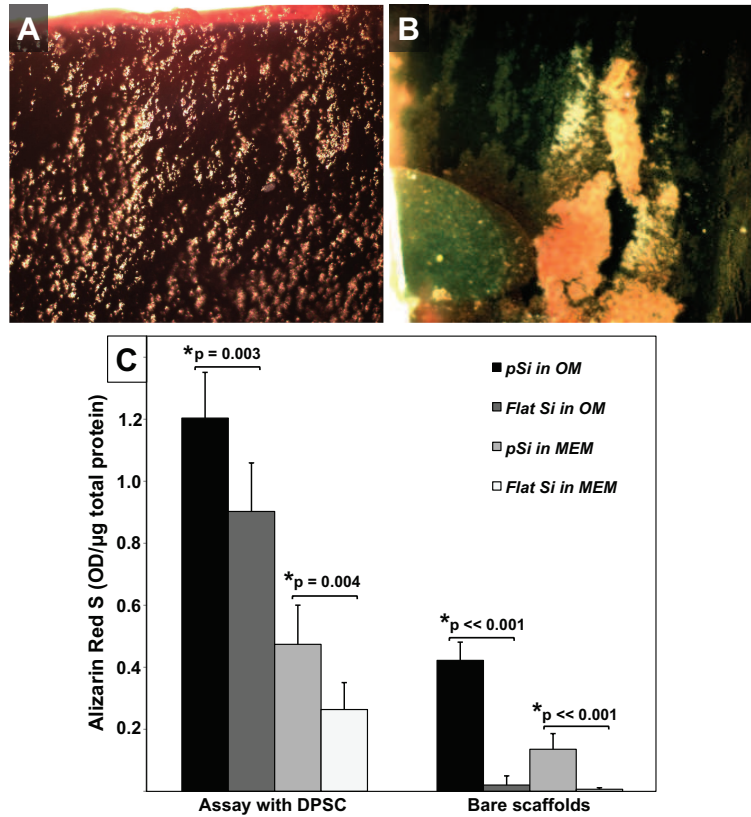 A
B
C
*p = 0.003
pSi in OM
Flat Si in OM
pSi in MEM
Flat Si in MEM
*p = 0.004
*p << 0.001
*p << 0.001
Alizarin Red S (OD/µg total protein)
1.2
1.0
0.8
0.6
0.4
0.2
Assay with DPSC
Bare scaffolds